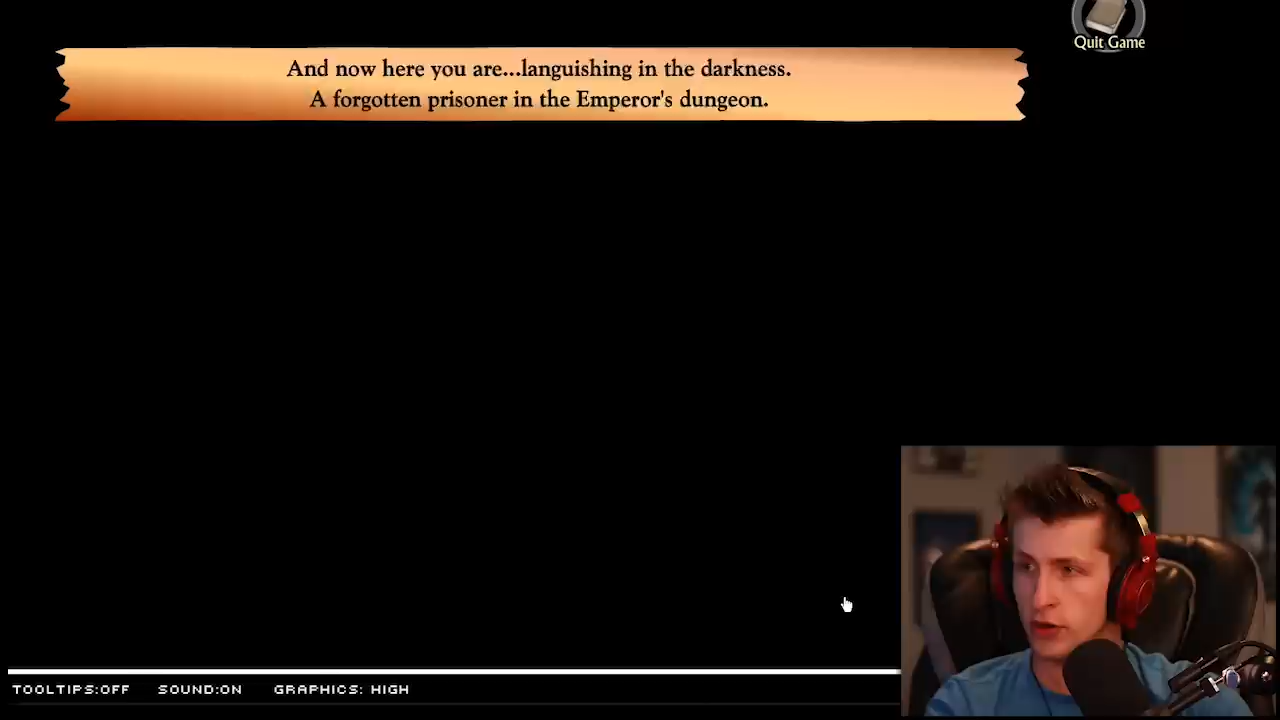 Quit Game
And now here you are...languishing in the darkness.
A forgotten prisoner in the Emperor's dungeon.
TOOLTIPS:OFF SOUND:ON GRAPHICS: HIGH